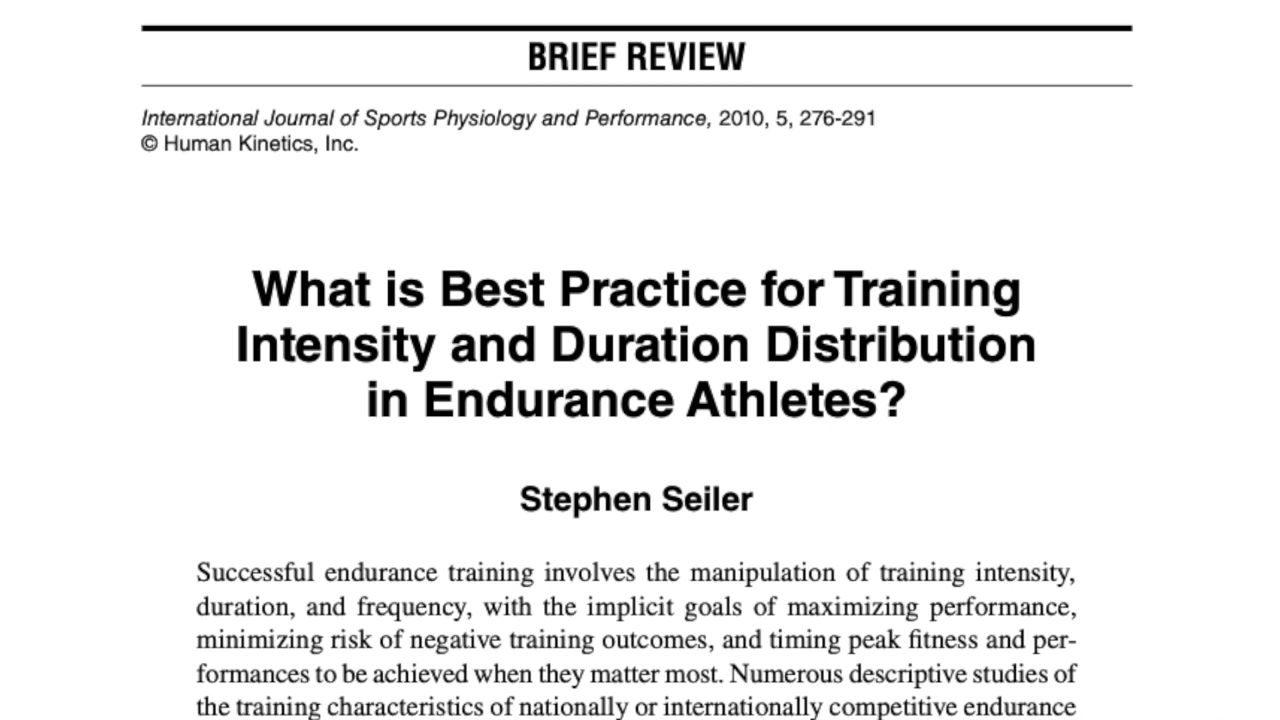 BRIEF REVIEW
International Journal of Sports Physiology and Performance, 2010, 5, 276-291
© Human Kinetics, Inc.
What is Best Practice for Training
Intensity and Duration Distribution
in Endurance Athletes?
Stephen Seiler
Successful endurance training involves the manipulation of training intensity,
duration, and frequency, with the implicit goals of maximizing performance,
minimizing risk of negative training outcomes, and timing peak fitness and per-
formances to be achieved when they matter most. Numerous descriptive studies of
the training characteristics of nationally or internationally competitive endurance